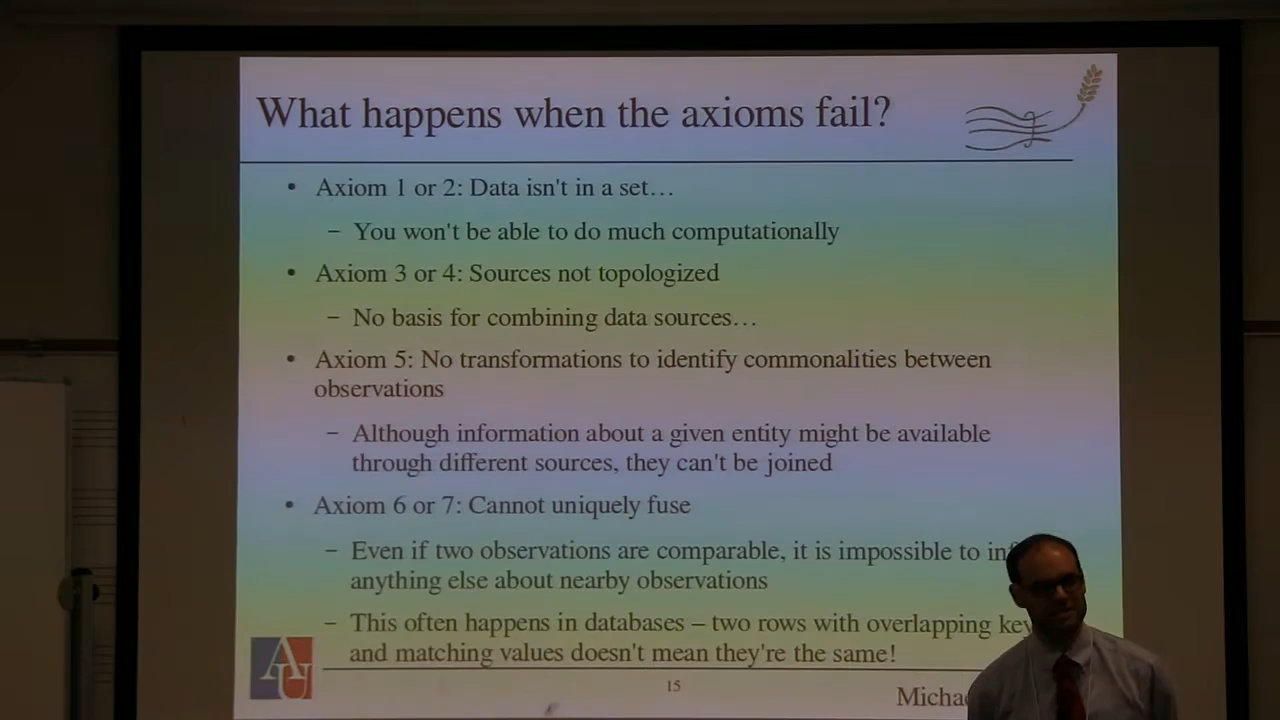 What happens when the axioms fail?
• Axiom 1 or 2: Data isn't in a set…
– You won't be able to do much computationally
• Axiom 3 or 4: Sources not topologized
– No basis for combining data sources…
• Axiom 5: No transformations to identify commonalities between
observations
– Although information about a given entity might be available
through different sources, they can't be joined
• Axiom 6 or 7: Cannot uniquely fuse
– Even if two observations are comparable, it is impossible to
anything else about nearby observations
– This often happens in databases – two rows with overlapping
and matching values doesn't mean they're the same!
AU
15